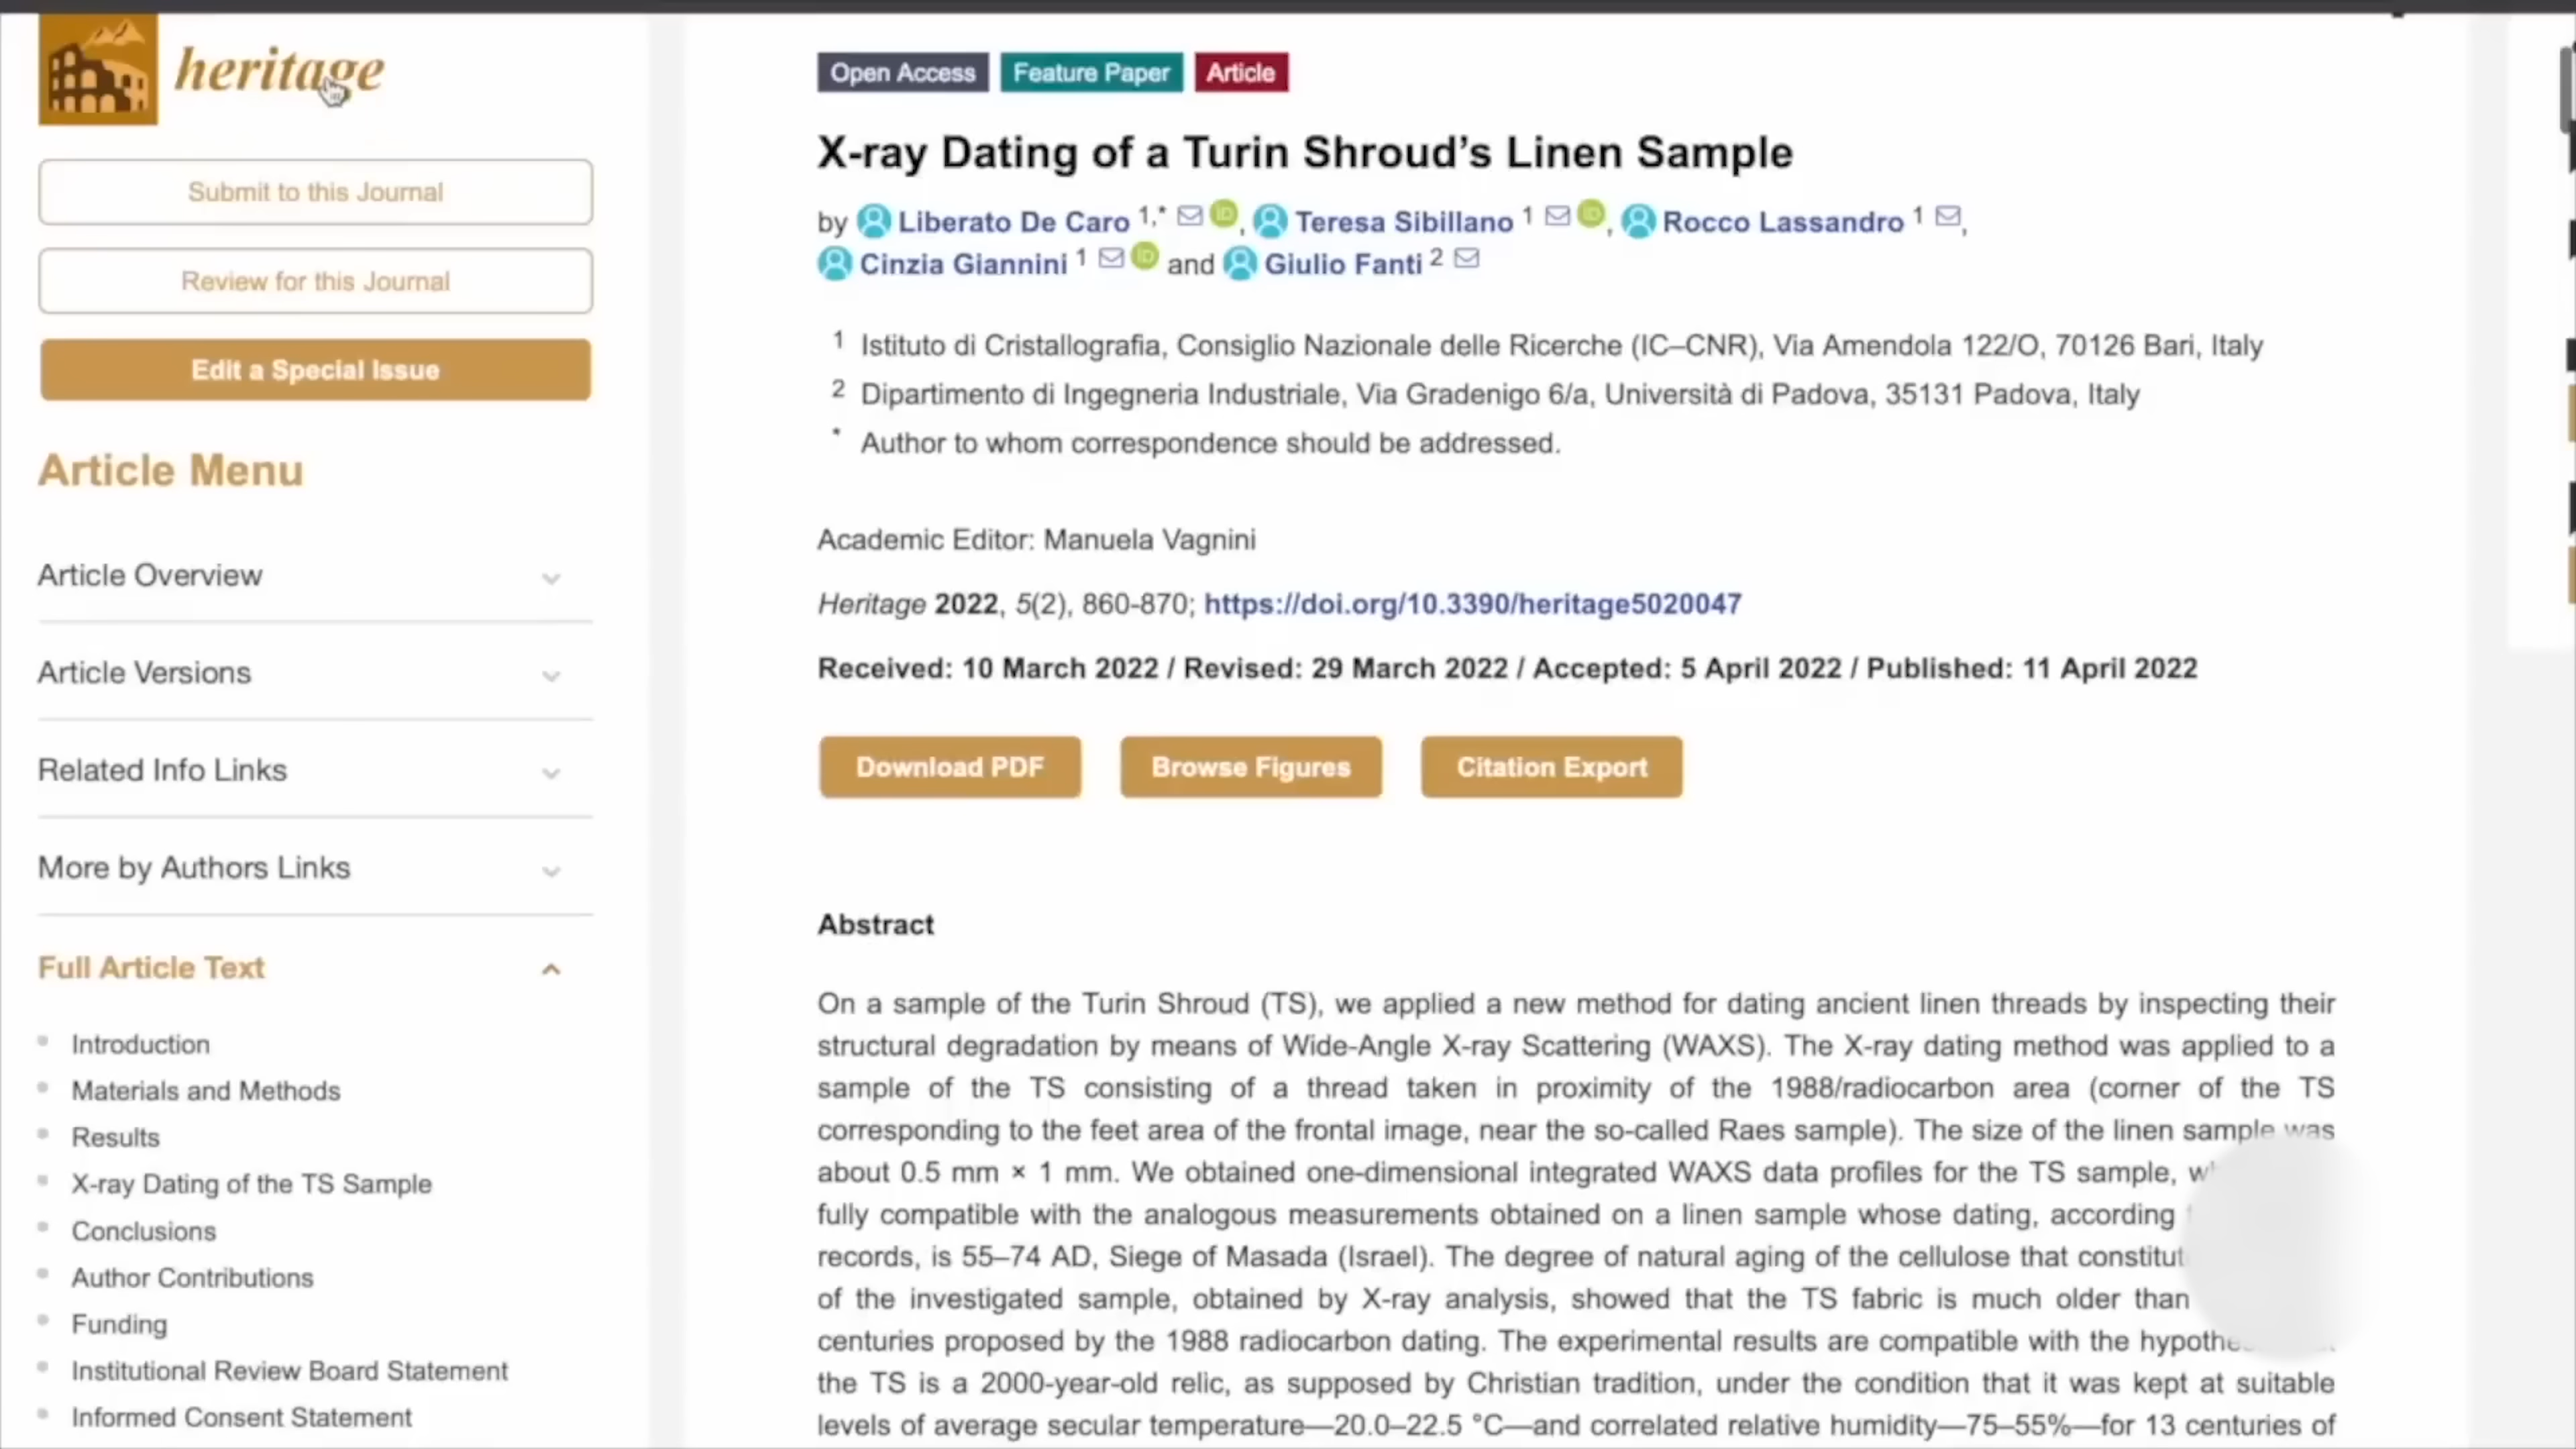 heritage
Submit to this Journal
Review for this Journal
Edit a Special Issue
Article Menu
Article Overview
Article Versions
Related Info Links
More by Authors Links
Full Article Text
Introduction
Materials and Methods
Results
X-ray Dating of the TS Sample
Conclusions
Author Contributions
Funding
Institutional Review Board Statement
Informed Consent Statement
Open Access Feature Paper Article
X-ray Dating of a Turin Shroud’s Linen Sample
by Liberato De Caro 1,* iD, Teresa Sibillano 1 iD, Rocco Lassandro 1,
Cinzia Giannini 1 iD and Giulio Fanti 2
1 Istituto di Cristallografia, Consiglio Nazionale delle Ricerche (IC–CNR), Via Amendola 122/O, 70126 Bari, Italy
2 Dipartimento di Ingegneria Industriale, Via Gradenigo 6/a, Università di Padova, 35131 Padova, Italy
* Author to whom correspondence should be addressed.
Academic Editor: Manuela Vagnini
Heritage 2022, 5(2), 860-870; https://doi.org/10.3390/heritage5020047
Received: 10 March 2022 / Revised: 29 March 2022 / Accepted: 5 April 2022 / Published: 11 April 2022
Download PDF Browse Figures Citation Export
Abstract
On a sample of the Turin Shroud (TS), we applied a new method for dating ancient linen threads by inspecting their
structural degradation by means of Wide-Angle X-ray Scattering (WAXS). The X-ray dating method was applied to a
sample of the TS consisting of a thread taken in proximity of the 1988/radiocarbon area (corner of the TS
corresponding to the feet area of the frontal image, near the so-called Raes sample). The size of the linen sample was
about 0.5 mm × 1 mm. We obtained one-dimensional integrated WAXS data profiles for the TS sample,
fully compatible with the analogous measurements obtained on a linen sample whose dating, according
records, is 55–74 AD, Siege of Masada (Israel). The degree of natural aging of the cellulose that
of the investigated sample, obtained by X-ray analysis, showed that the TS fabric is much older than
centuries proposed by the 1988 radiocarbon dating. The experimental results are compatible with the
the TS is a 2000-year-old relic, as supposed by Christian tradition, under the condition that it was kept at suitable
levels of average secular temperature—20.0–22.5 °C—and correlated relative humidity—75–55%—for 13 centuries of